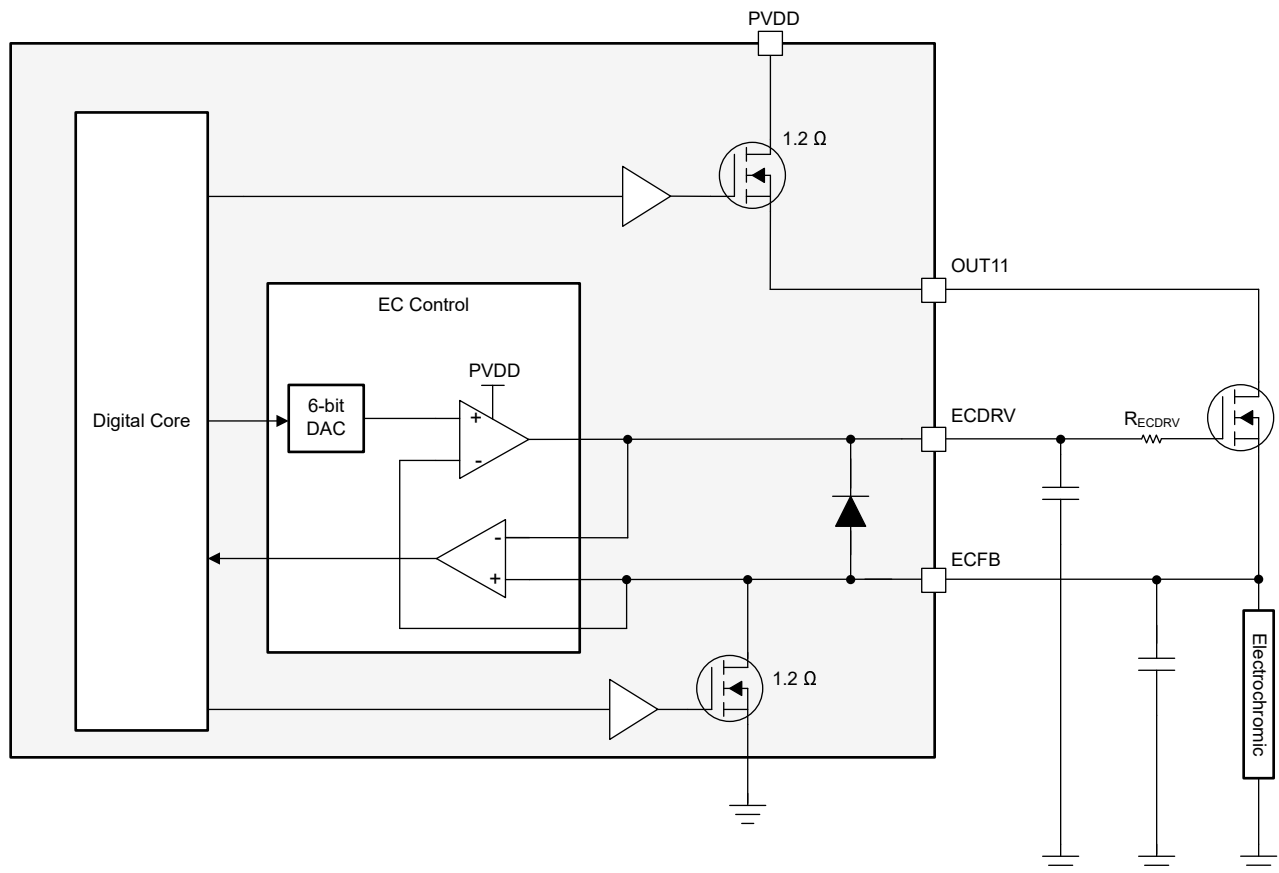 PVDD
1.2 Ω
OUT11
EC Control
PVDD
Digital Core
6-bit
DAC
+
-
ECDRV
RECDRV
-
+
ECFB
1.2 Ω
Electrochromic